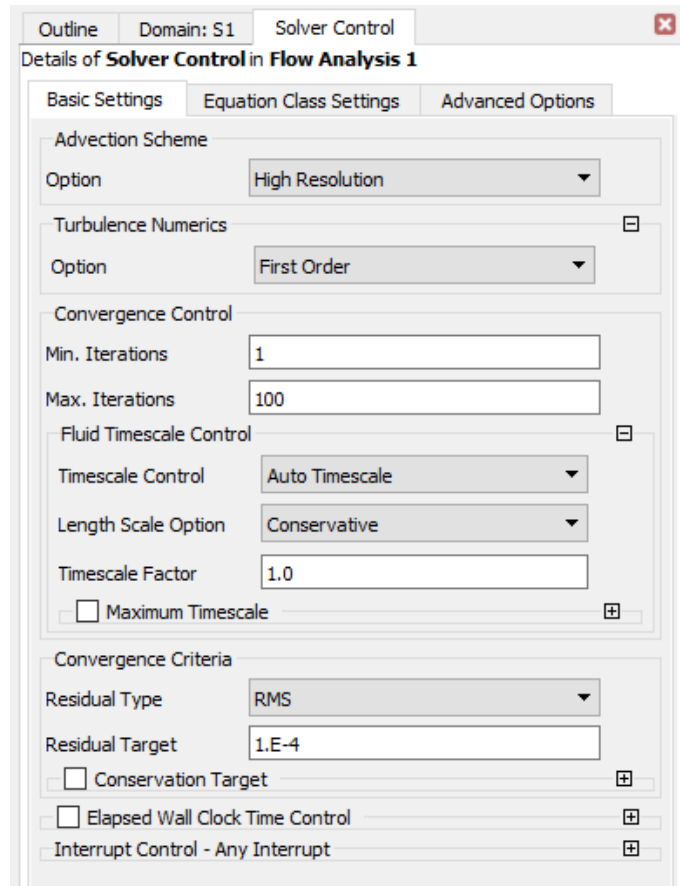 Outline Domain: S1 Solver Control
Details of Solver Control in Flow Analysis 1
Basic Settings Equation Class Settings Advanced Options
Advection Scheme
Option High Resolution
Turbulence Numerics
Option First Order
Convergence Control
Min. Iterations 1
Max. Iterations 100
Fluid Timescale Control
Timescale Control Auto Timescale
Length Scale Option Conservative
Timescale Factor 1.0
Maximum Timescale
Convergence Criteria
Residual Type RMS
Residual Target 1.E-4
Conservation Target
Elapsed Wall Clock Time Control
Interrupt Control - Any Interrupt